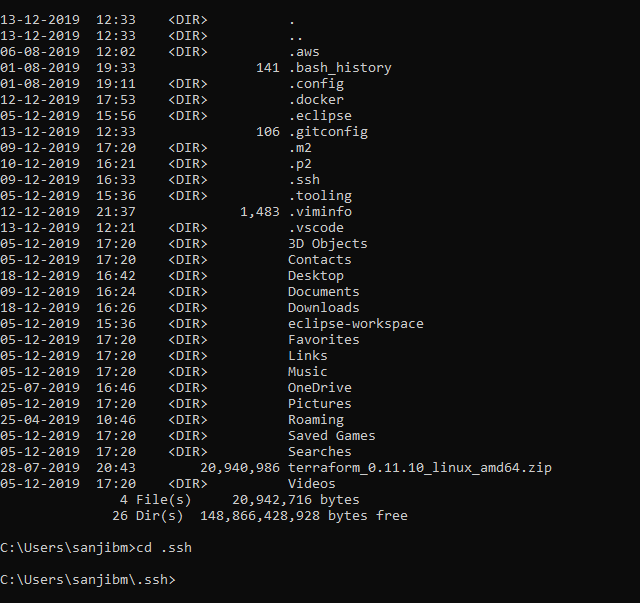 13-12-2019  12:33    <DIR>          .
13-12-2019  12:33    <DIR>          ..
06-08-2019  12:02    <DIR>          .aws
01-08-2019  19:33               141 .bash_history
01-08-2019  19:11    <DIR>          .config
12-12-2019  17:53    <DIR>          .docker
05-12-2019  15:56    <DIR>          .eclipse
13-12-2019  12:33               106 .gitconfig
09-12-2019  17:20    <DIR>          .m2
10-12-2019  16:21    <DIR>          .p2
09-12-2019  16:33    <DIR>          .ssh
05-12-2019  15:36    <DIR>          .tooling
12-12-2019  21:37             1,483 .viminfo
13-12-2019  12:21    <DIR>          .vscode
05-12-2019  17:20    <DIR>          3D Objects
05-12-2019  17:20    <DIR>          Contacts
18-12-2019  16:42    <DIR>          Desktop
09-12-2019  16:24    <DIR>          Documents
18-12-2019  16:26    <DIR>          Downloads
05-12-2019  15:36    <DIR>          eclipse-workspace
05-12-2019  17:20    <DIR>          Favorites
05-12-2019  17:20    <DIR>          Links
05-12-2019  17:20    <DIR>          Music
25-07-2019  16:46    <DIR>          OneDrive
05-12-2019  17:20    <DIR>          Pictures
25-04-2019  10:46    <DIR>          Roaming
05-12-2019  17:20    <DIR>          Saved Games
05-12-2019  17:20    <DIR>          Searches
28-07-2019  20:43        20,940,986 terraform_0.11.10_linux_amd64.zip
05-12-2019  17:20    <DIR>          Videos
               4 File(s)     20,942,716 bytes
              26 Dir(s)  148,866,428,928 bytes free
C:\Users\sanjibm>cd .ssh
C:\Users\sanjibm\.ssh>